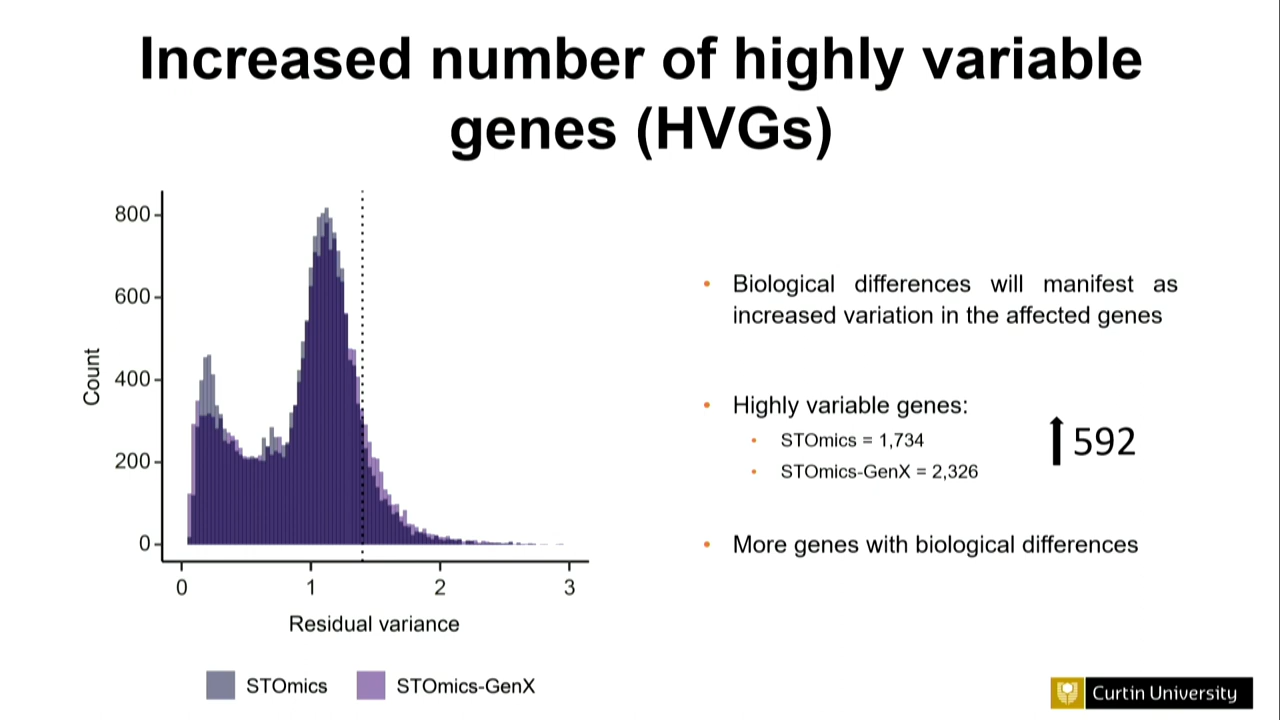 Increased number of highly variable
genes (HVGs)
800
600
400
200
0
Count
0 1 2 3
Residual variance
STOmics STOmics-GenX
• Biological differences will manifest as
increased variation in the affected genes
• Highly variable genes:
• STOmics = 1,734
• STOmics-GenX = 2,326
592
• More genes with biological differences
Curtin University